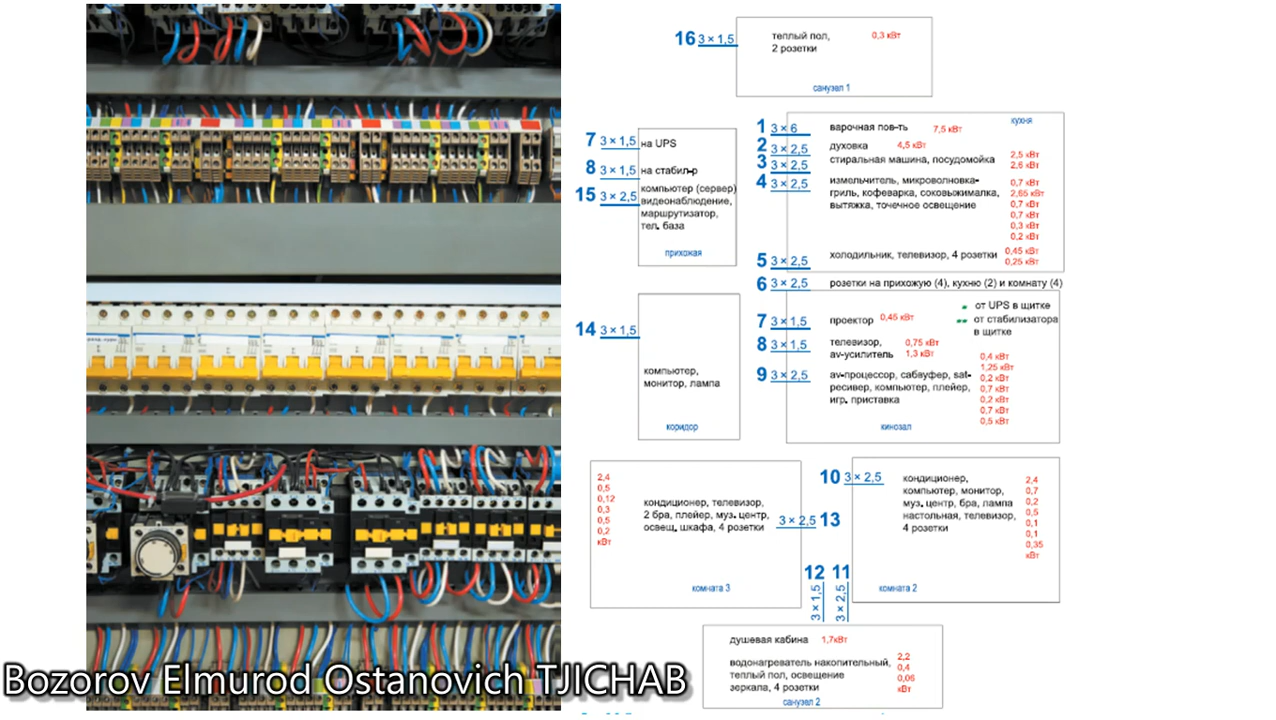 16 3 × 1,5
теплый пол, 0,3 кВт
2 розетки
санузел 1
7 3 × 1,5 на UPS
8 3 × 1,5 на стабил-р
15 3 × 2,5 компьютер (сервер)
видеонаблюдение,
маршрутизатор,
тел. база
прихожая
кухня
1 3 × 6 варочная пов-ть 7,5 кВт
2 3 × 2,5 духовка 4,5 кВт
3 3 × 2,5 стиральная машина, посудомойка 2,5 кВт
2,6 кВт
4 3 × 2,5 измельчитель, микроволновка-
гриль, кофеварка, соковыжималка,
вытяжка, точечное освещение
0,7 кВт
2,65 кВт
0,7 кВт
0,7 кВт
0,3 кВт
0,2 кВт
5 3 × 2,5 холодильник, телевизор, 4 розетки 0,45 кВт
0,25 кВт
6 3 × 2,5 розетки на прихожую (4), кухню (2) и комнату (4)
от UPS в щитке
от стабилизатора
в щитке
14 3 × 1,5
компьютер,
монитор, лампа
коридор
7 3 × 1,5 проектор 0,45 кВт
8 3 × 1,5 телевизор, 0,75 кВт
av-усилитель 1,3 кВт
9 3 × 2,5 av-процессор, сабвуфер, sat-
ресивер, компьютер, плейер,
игр. приставка
0,4 кВт
1,25 кВт
0,2 кВт
0,7 кВт
0,2 кВт
0,7 кВт
0,5 кВт
кинозал
2,4
0,5
0,12
0,3
0,5
0,2
кВт
кондиционер, телевизор,
2 бра, плейер, муз. центр,
освещ. шкафа, 4 розетки
3 × 2,5 13
комната 3
10 3 × 2,5
кондиционер,
компьютер, монитор,
муз. центр, бра, лампа
настольная, телевизор,
4 розетки
2,4
0,7
0,2
0,5
0,1
0,1
0,35
кВт
комната 2
12 11
3 × 1,5
3 × 2,5
душевая кабина 1,7кВт
водонагреватель накопительный,
теплый пол, освещение
зеркала, 4 розетки
2,2
0,4
0,06
кВт
санузел 2
Bozorov Elmurod Ostanovich TJICHAB